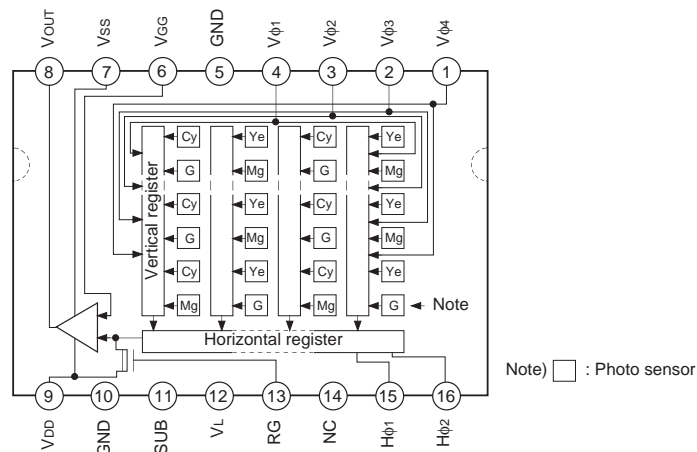 VOUT VSS VGG GND Vφ1 Vφ2 Vφ3 Vφ4
8 7 6 5 4 3 2 1
Cy Ye Cy Ye
G Mg G Mg
Cy Ye Cy Ye
G Mg G Mg
Cy Ye Cy Ye
Mg G Mg G
Vertical register
Note
Horizontal register
Note) : Photo sensor
9 10 11 12 13 14 15 16
VDD GND SUB VL RG NC Hφ1 Hφ2